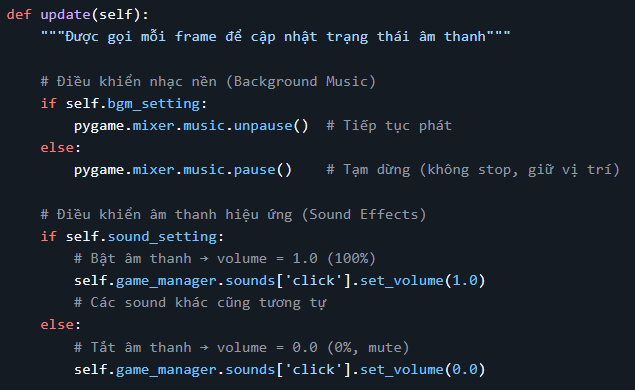 def update(self):
    """Được gọi mỗi frame để cập nhật trạng thái âm thanh"""
    # Điều khiển nhạc nền (Background Music)
    if self.bgm_setting:
        pygame.mixer.music.unpause()  # Tiếp tục phát
    else:
        pygame.mixer.music.pause()    # Tạm dừng (không stop, giữ vị trí)
    # Điều khiển âm thanh hiệu ứng (Sound Effects)
    if self.sound_setting:
        # Bật âm thanh → volume = 1.0 (100%)
        self.game_manager.sounds['click'].set_volume(1.0)
        # Các sound khác cũng tương tự
    else:
        # Tắt âm thanh → volume = 0.0 (0%, mute)
        self.game_manager.sounds['click'].set_volume(0.0)